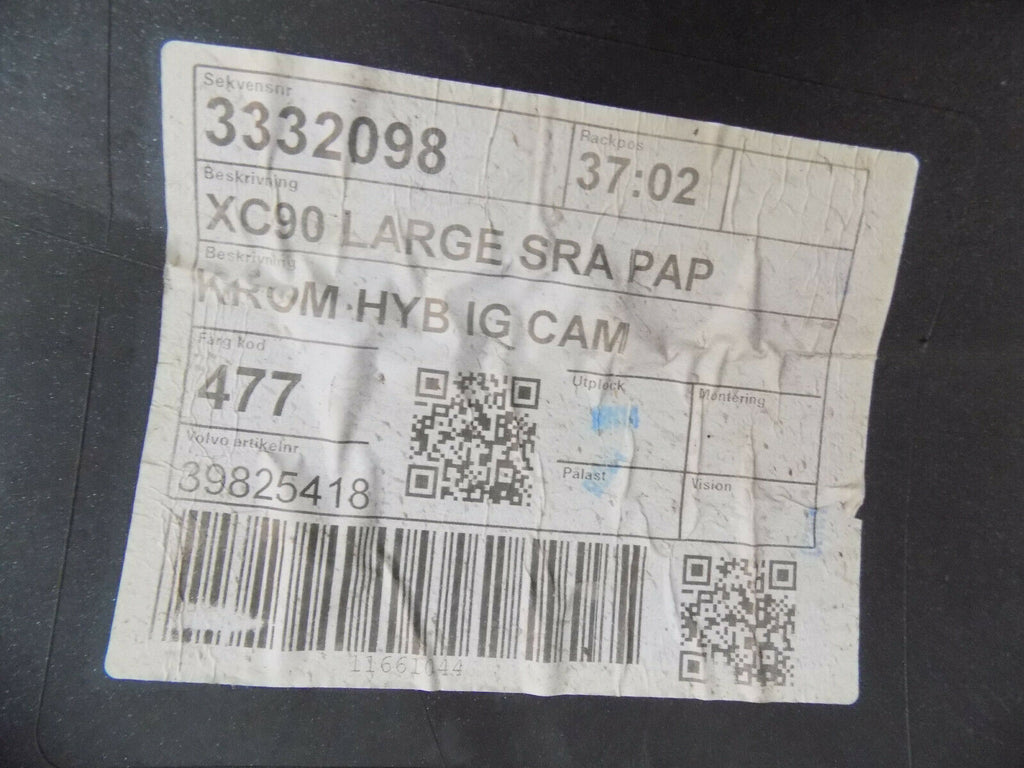 Sekvensnr
3332098
Rackpos
37:02
Beskrivning
XC90 LARGE SRA PAP
Beskrivning
KROM HYB IG CAM
Färg kod
477
Utplock
Montering
Volvo artikelnr
39825418
Palast
Vision